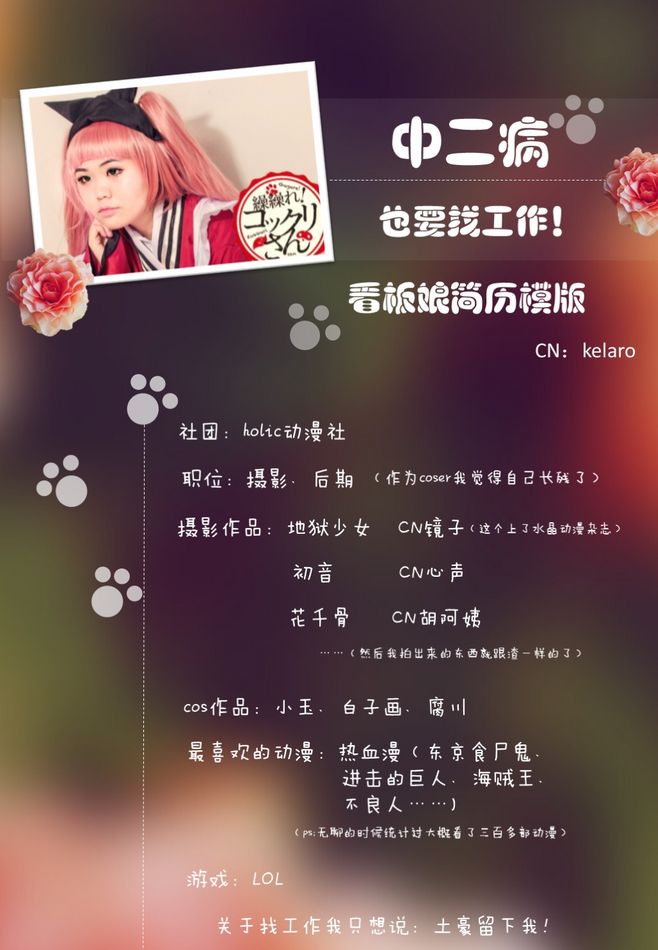 繰繰れ!
コックリ
さん
中二病
也要找工作！
看板娘简历模版
CN：kelaro
社团：holic动漫社
职位：摄影、后期 （作为coser我觉得自己长残了）
摄影作品：地狱少女 CN镜子（这个上了水晶动漫杂志）
初音 CN心声
花千骨 CN胡阿姨
……（然后我拍出来的东西就跟渣一样的了）
cos作品：小玉、白子画、腐川
最喜欢的动漫：热血漫（东京食尸鬼、
进击的巨人、海贼王、
不良人……）
（ps:无聊的时候统计过大概看了三百多部动漫）
游戏：LOL
关于找工作我只想说：土豪留下我！